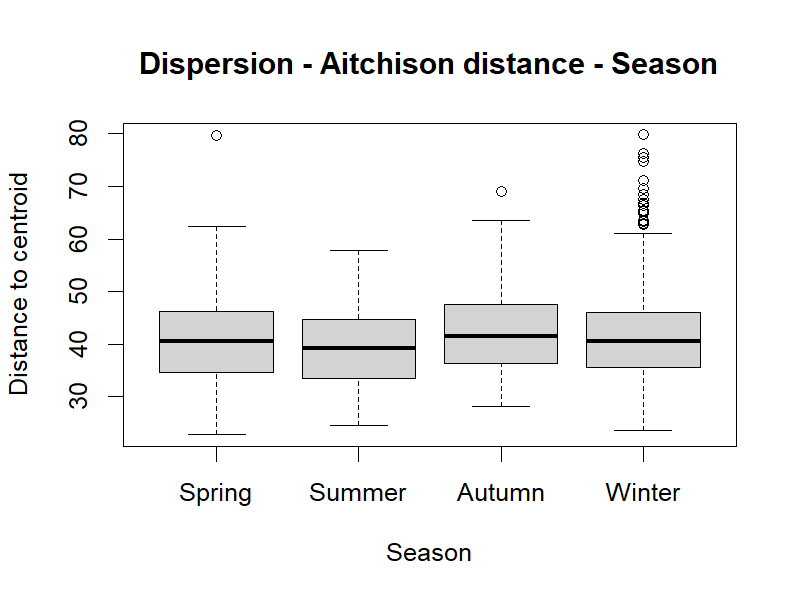 Dispersion - Aitchison distance - Season
Distance to centroid
80
70
60
50
40
30
Spring Summer Autumn Winter
Season